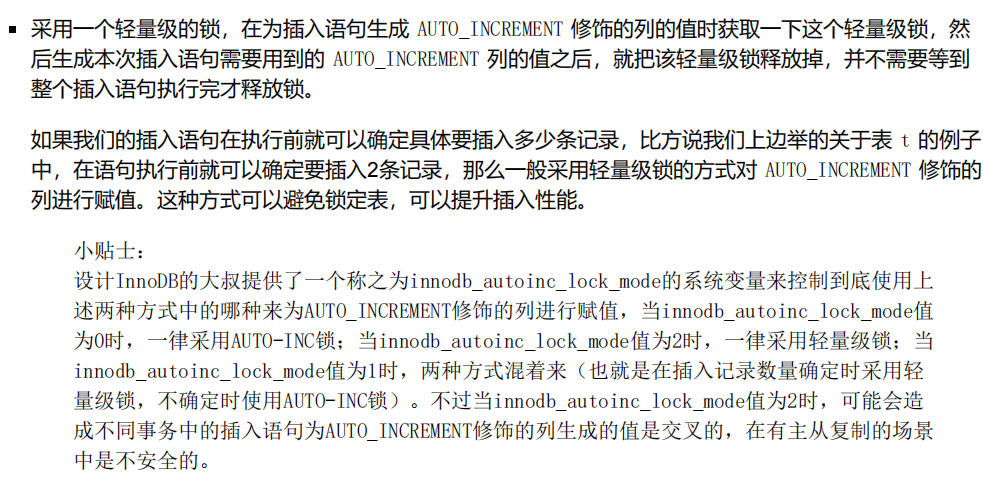 采用一个轻量级的锁，在为插入语句生成 AUTO_INCREMENT 修饰的列的值时获取一下这个轻量级锁，然
后生成本次插入语句需要用到的 AUTO_INCREMENT 列的值之后，就把该轻量级锁释放掉，并不需要等到
整个插入语句执行完才释放锁。
如果我们的插入语句在执行前就可以确定具体要插入多少条记录，比方说我们上边举的关于表 t 的例子
中，在语句执行前就可以确定要插入2条记录，那么一般采用轻量级锁的方式对 AUTO_INCREMENT 修饰的
列进行赋值。这种方式可以避免锁定表，可以提升插入性能。
小贴士：
设计InnoDB的大叔提供了一个称之为innodb_autoinc_lock_mode的系统变量来控制到底使用上
述两种方式中的哪种来为AUTO_INCREMENT修饰的列进行赋值，当innodb_autoinc_lock_mode值
为0时，一律采用AUTO-INC锁；当innodb_autoinc_lock_mode值为2时，一律采用轻量级锁；当
innodb_autoinc_lock_mode值为1时，两种方式混着来（也就是在插入记录数量确定时采用轻
量级锁，不确定时使用AUTO-INC锁）。不过当innodb_autoinc_lock_mode值为2时，可能会造
成不同事务中的插入语句为AUTO_INCREMENT修饰的列生成的值是交叉的，在有主从复制的场景
中是不安全的。